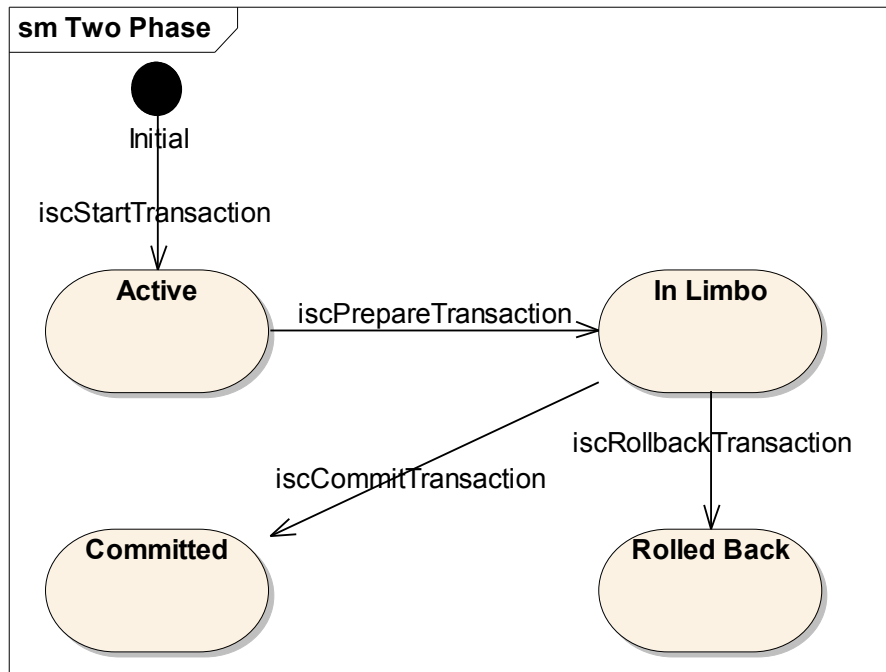 sm Two Phase
Initial
iscStartTransaction
Active
iscPrepareTransaction
In Limbo
iscRollbackTransaction
iscCommitTransaction
Committed
Rolled Back